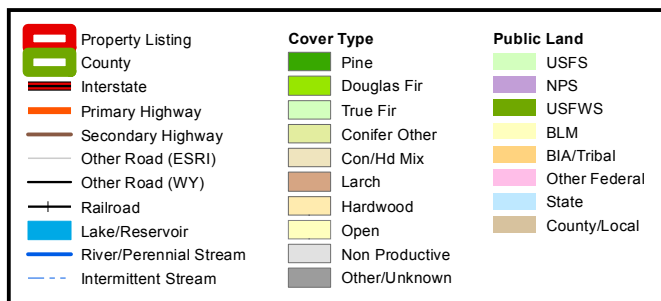 Property Listing
County
Interstate
Primary Highway
Secondary Highway
Other Road (ESRI)
Other Road (WY)
Railroad
Lake/Reservoir
River/Perennial Stream
Intermittent Stream
Cover Type
Pine
Douglas Fir
True Fir
Conifer Other
Con/Hd Mix
Larch
Hardwood
Open
Non Productive
Other/Unknown
Public Land
USFS
NPS
USFWS
BLM
BIA/Tribal
Other Federal
State
County/Local